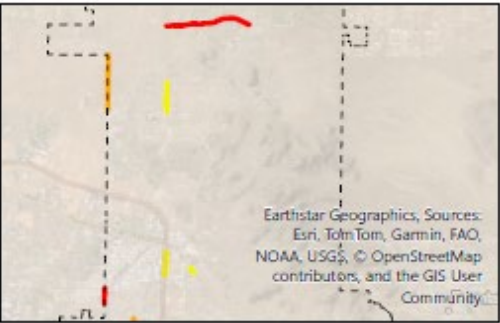 Earthstar Geographics, Sources:
Esri, TomTom, Garmin, FAO,
NOAA, USGS, © OpenStreetMap
contributors, and the GIS User
Community